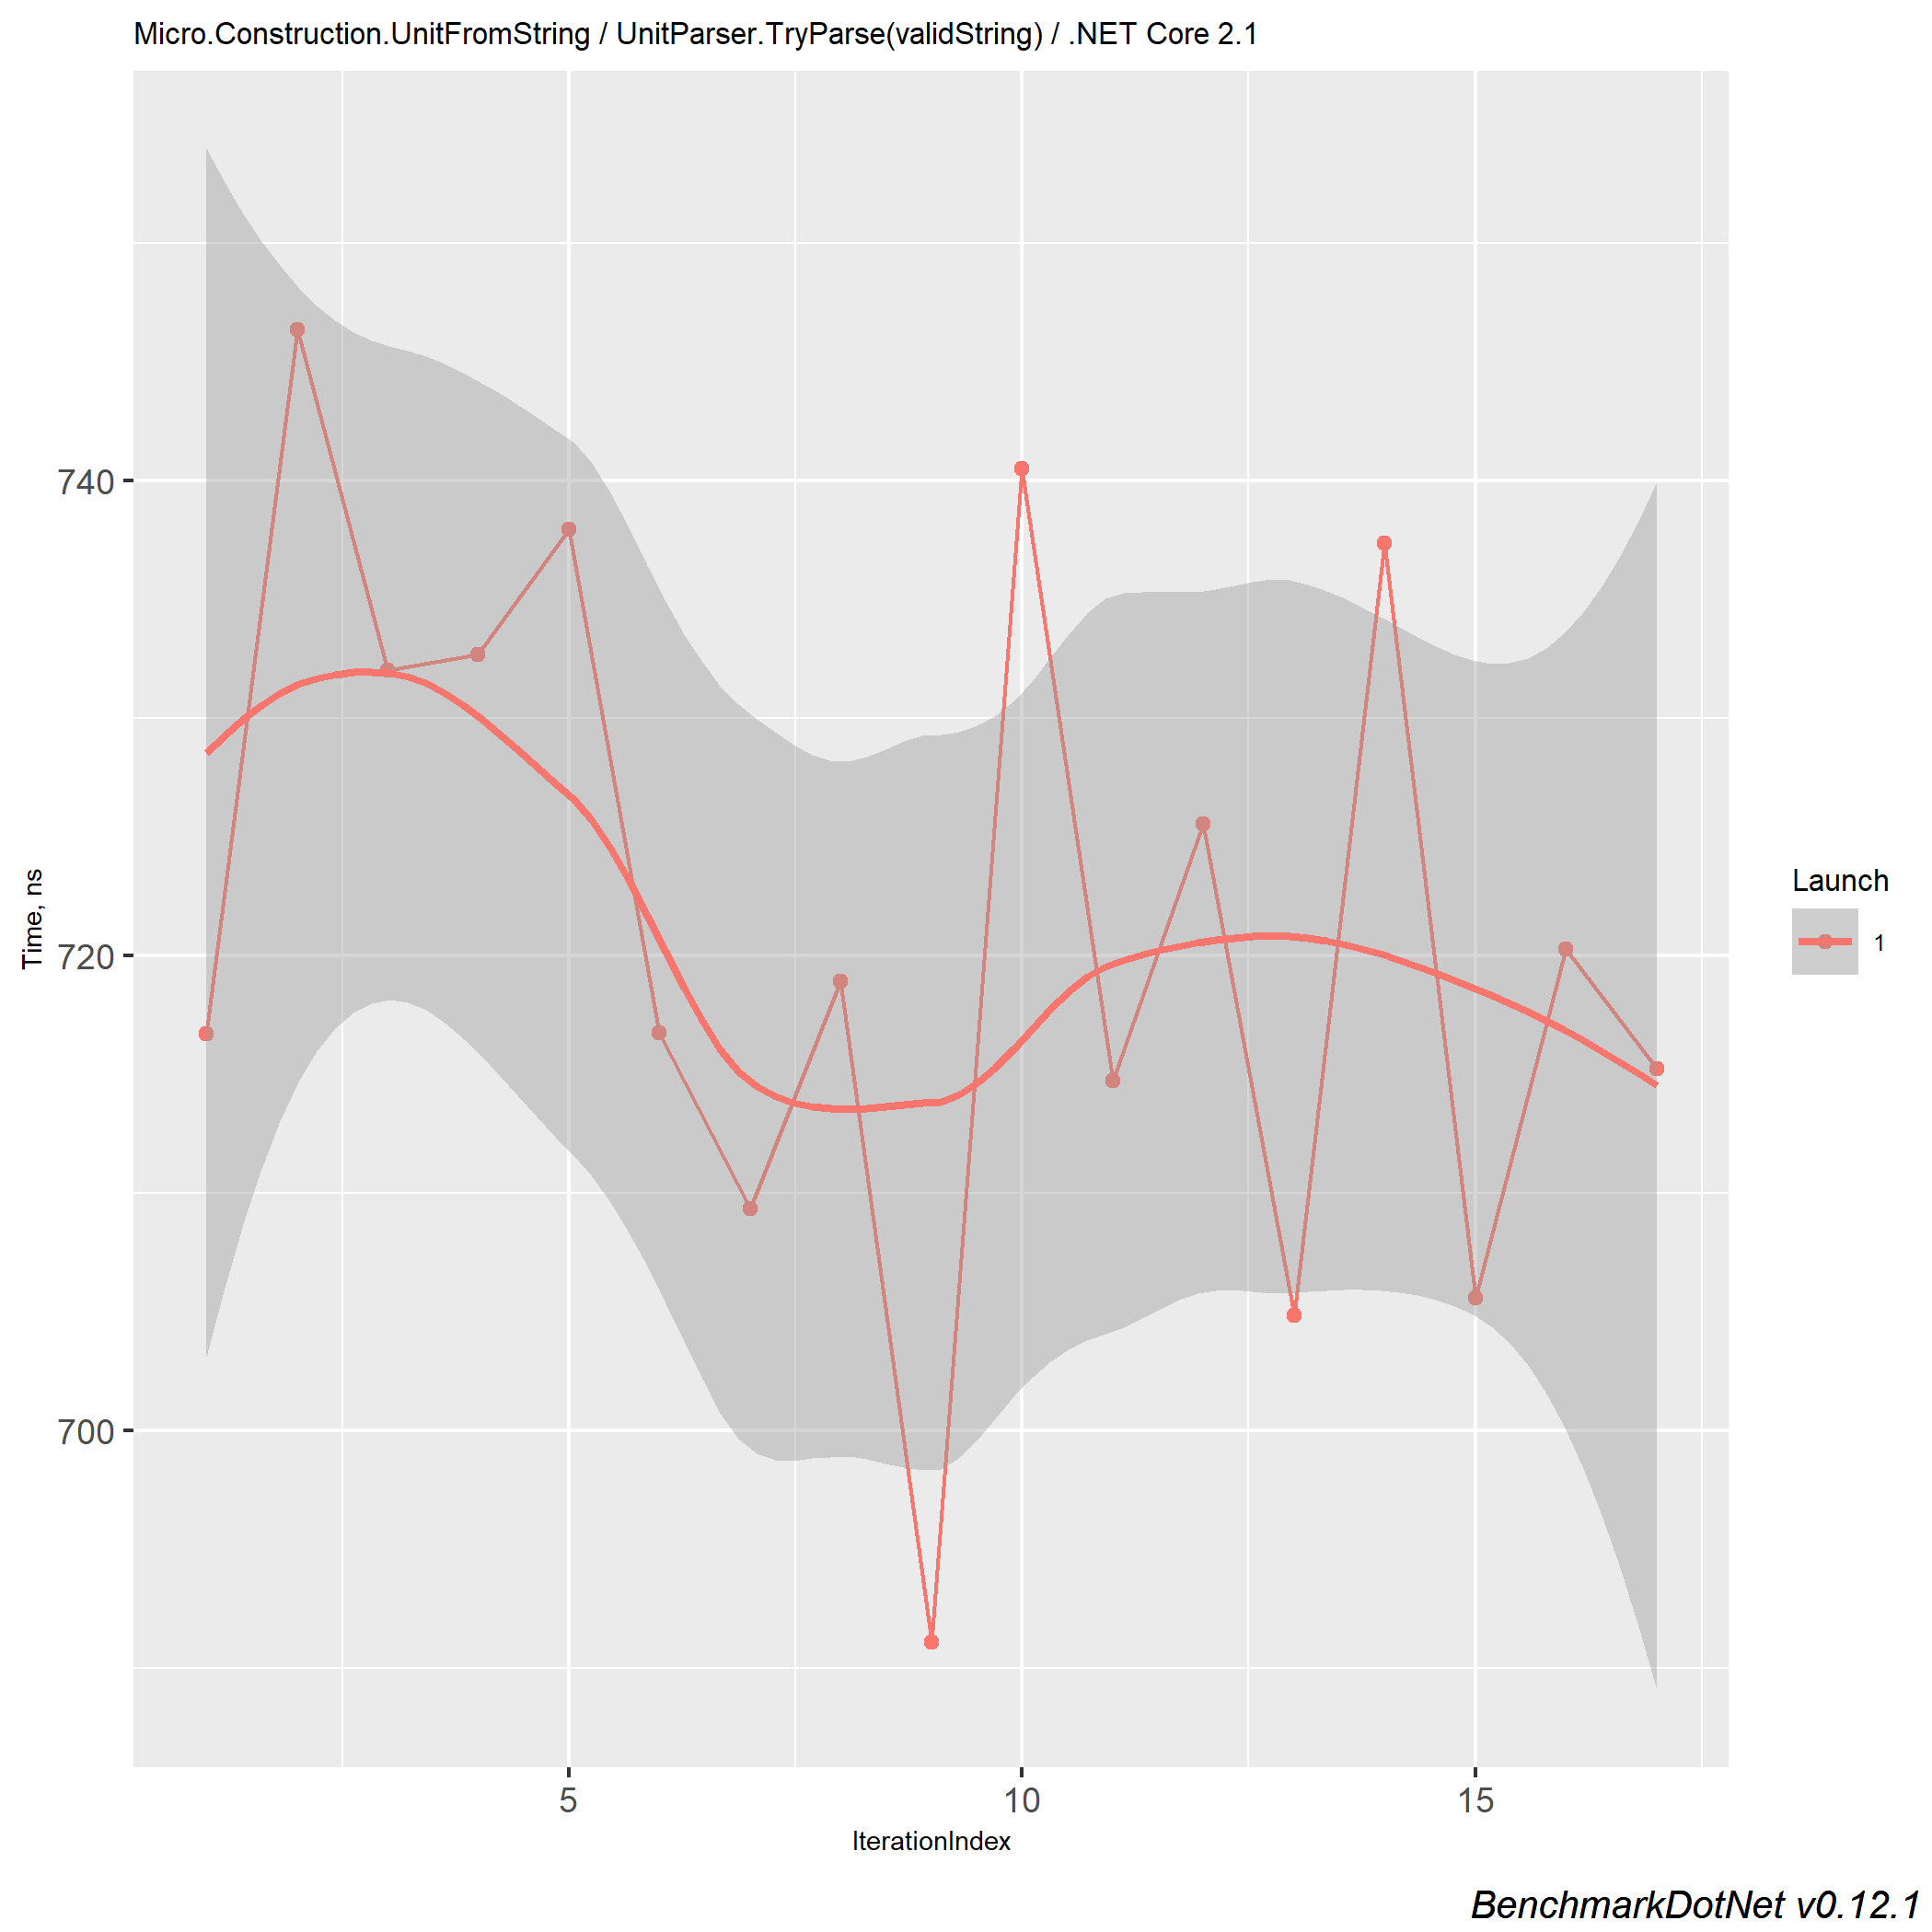 Micro.Construction.UnitFromString / UnitParser.TryParse(validString) / .NET Core 2.1
740
720
700
Time, ns
5
10
15
IterationIndex
Launch
1
BenchmarkDotNet v0.12.1